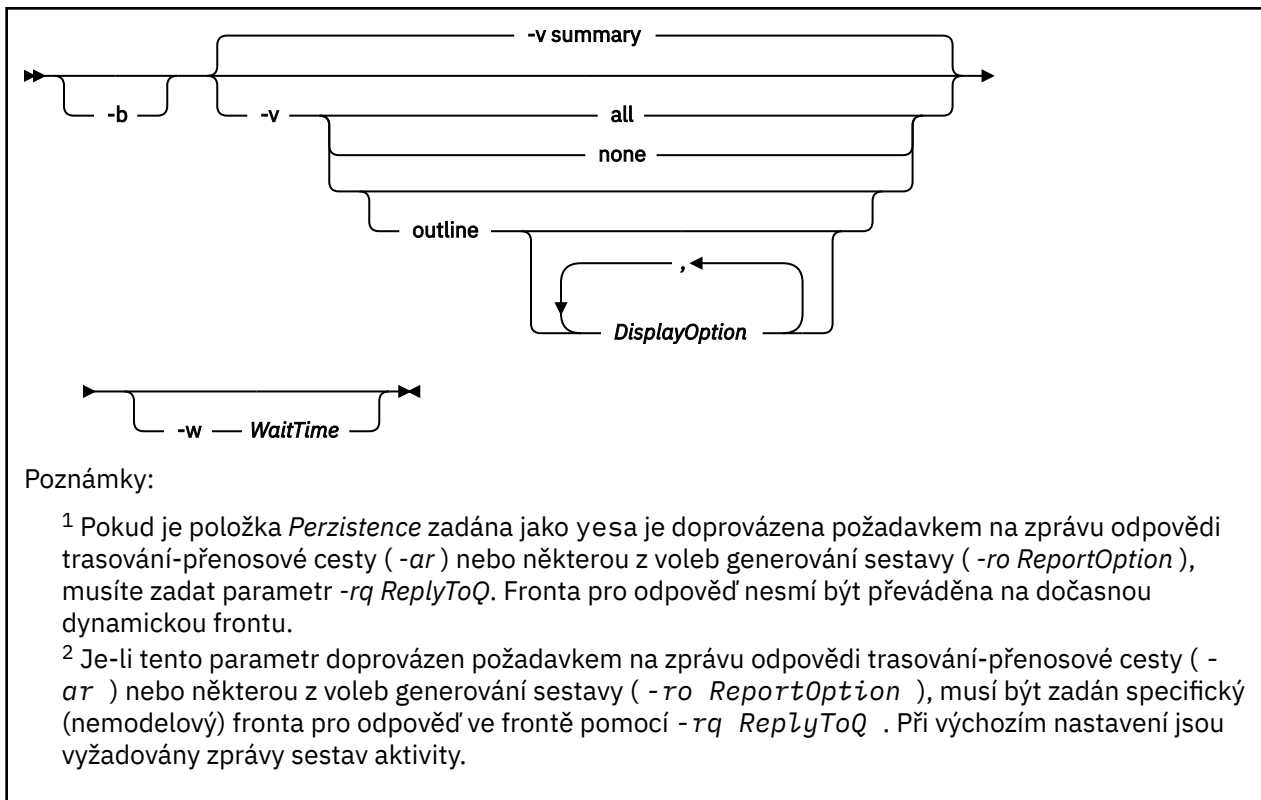 -v summary
-b
-v
all
none
outline
,
DisplayOption
-w
WaitTime
Poznámky:
1 Pokud je položka Perzistence zadána jako yesa je doprovázena požadavkem na zprávu odpovědi
trasování-přenosové cesty ( -ar ) nebo některou z voleb generování sestavy ( -ro ReportOption ),
musíte zadat parametr -rq ReplyToQ. Fronta pro odpověď nesmí být převáděna na dočasnou
dynamickou frontu.
2 Je-li tento parametr doprovázen požadavkem na zprávu odpovědi trasování-přenosové cesty ( -
ar ) nebo některou z voleb generování sestavy ( -ro ReportOption ), musí být zadán specifický
(nemodelový) fronta pro odpověď ve frontě pomocí -rq ReplyToQ . Při výchozím nastavení jsou
vyžadovány zprávy sestav aktivity.